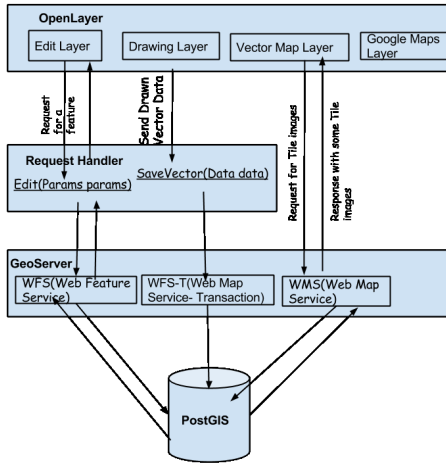 OpenLayer
Edit Layer
Drawing Layer
Vector Map Layer
Google Maps
Layer
Request
for a
feature
Send Drawn
Vector Data
Request for Tile images
Response with some Tile
images
Request Handler
Edit(Params params)
SaveVector(Data data)
GeoServer
WFS(Web Feature
Service)
WFS-T(Web Map
Service- Transaction)
WMS(Web Map
Service)
PostGIS